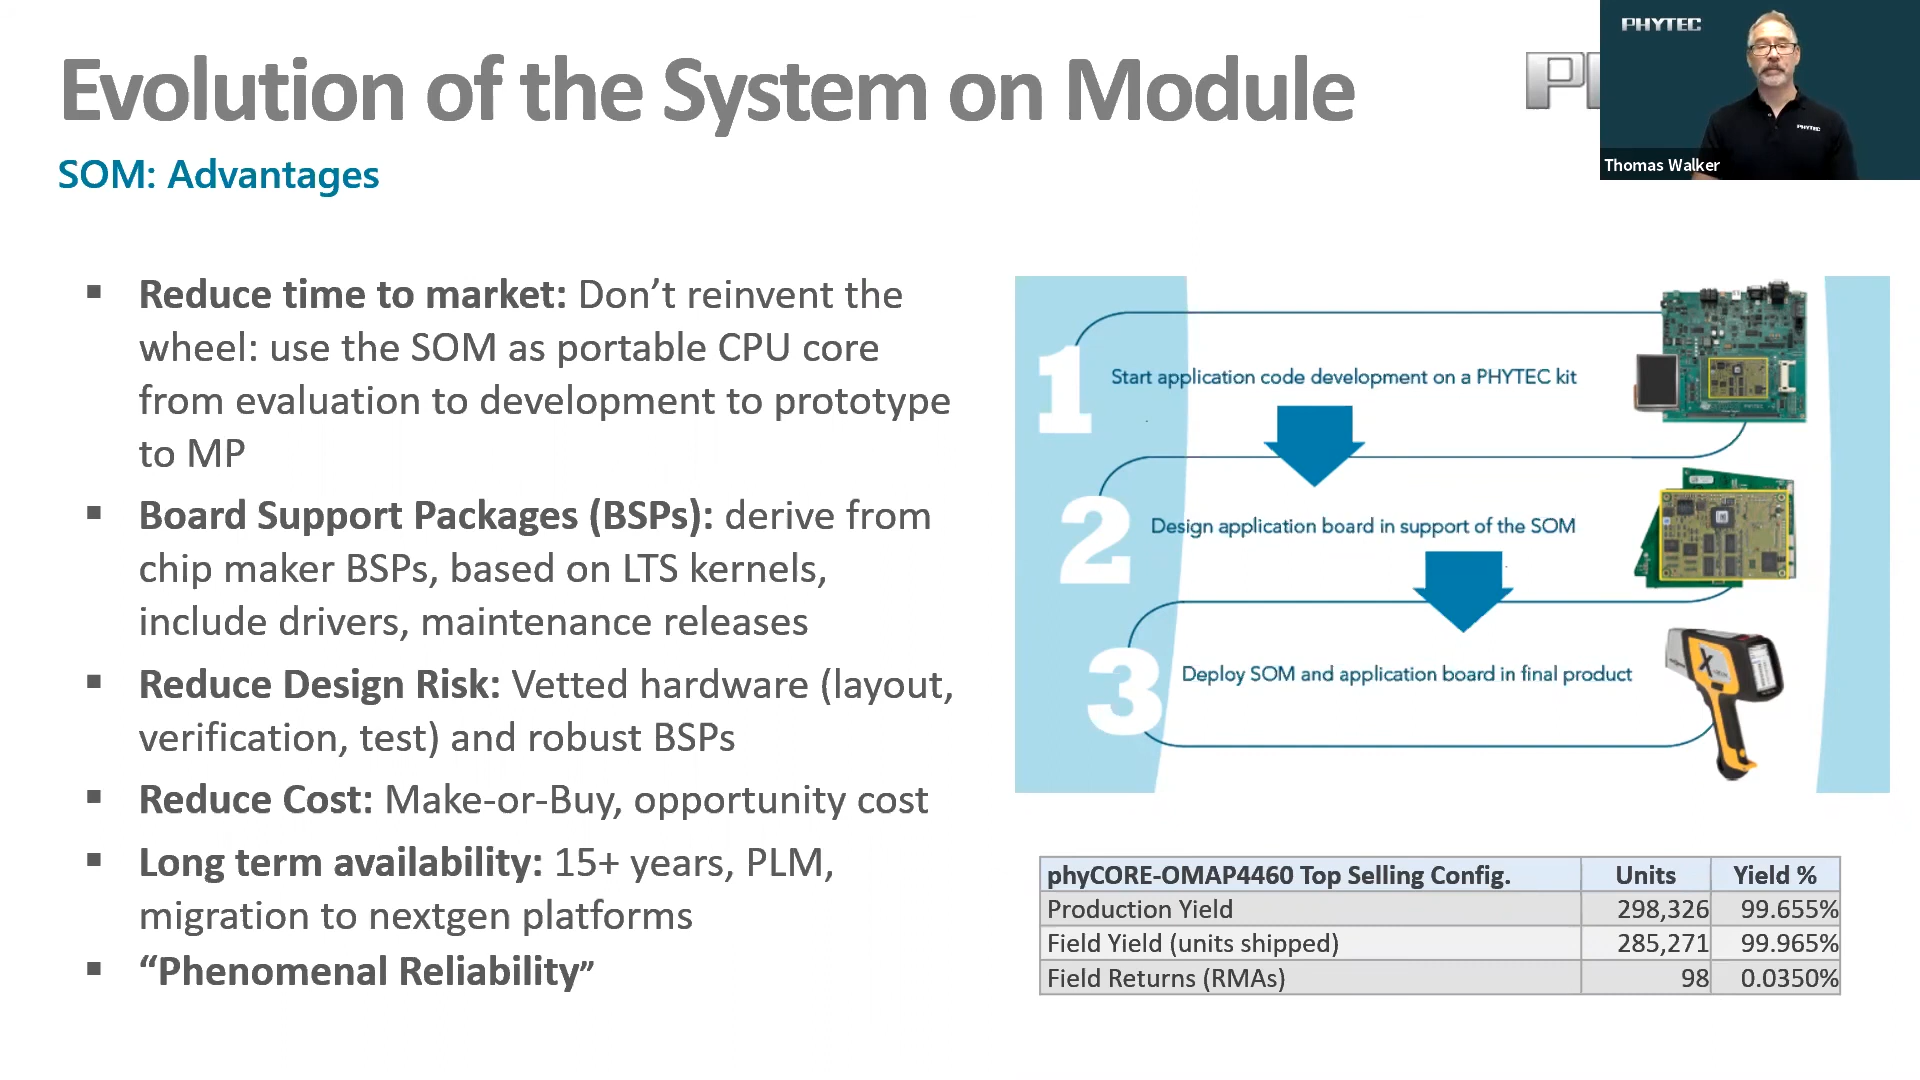 PHYTEC
Evolution of the System on Module
PH
PHYTEC
Thomas Walker
SOM: Advantages
▪ Reduce time to market: Don’t reinvent the
wheel: use the SOM as portable CPU core
from evaluation to development to prototype
to MP
▪ Board Support Packages (BSPs): derive from
chip maker BSPs, based on LTS kernels,
include drivers, maintenance releases
▪ Reduce Design Risk: Vetted hardware (layout,
verification, test) and robust BSPs
▪ Reduce Cost: Make-or-Buy, opportunity cost
▪ Long term availability: 15+ years, PLM,
migration to nextgen platforms
▪ “Phenomenal Reliability”
1
Start application code development on a PHYTEC kit
2
Design application board in support of the SOM
3
Deploy SOM and application board in final product
X
phyCORE-OMAP4460 Top Selling Config. Units Yield %
Production Yield 298,326 99.655%
Field Yield (units shipped) 285,271 99.965%
Field Returns (RMAs) 98 0.0350%